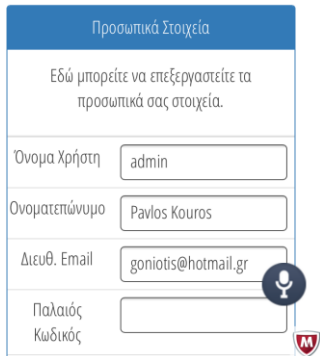 Προσωπικά Στοιχεία
Εδώ μπορείτε να επεξεργαστείτε τα
προσωπικά σας στοιχεία.
Όνομα Χρήστη admin
Ονοματεπώνυμο Pavlos Kouros
Διευθ. Email goniotis@hotmail.gr
Παλαιός
Κωδικός